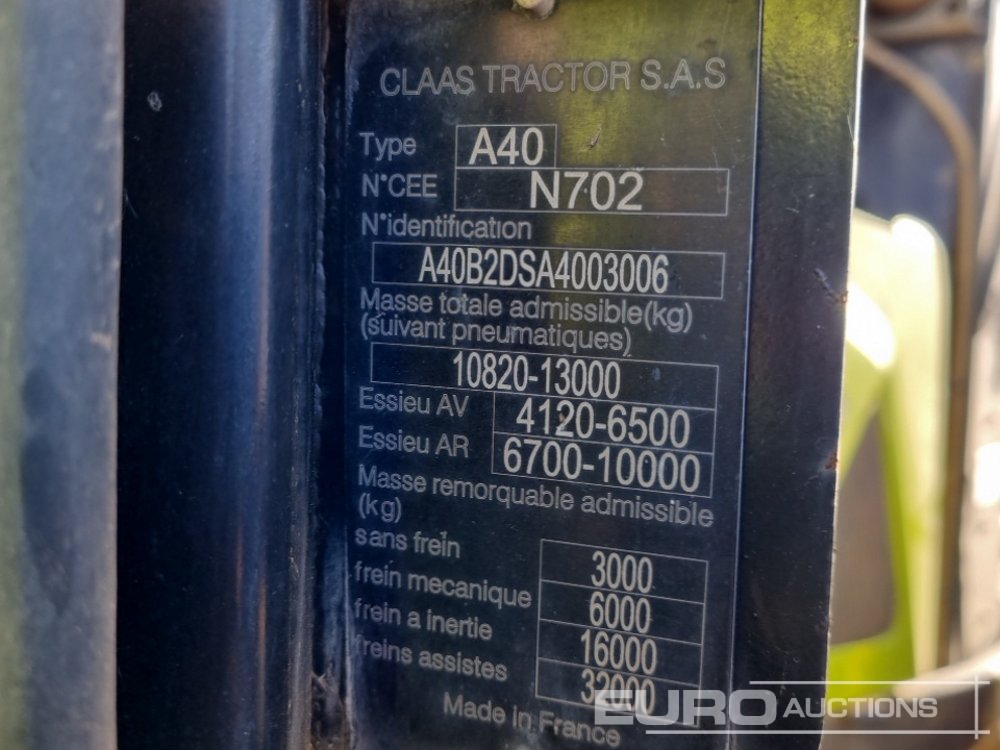 CLAAS TRACTOR S.A.S
Type A40
N°CEE N702
N°identification
A40B2DSA4003006
Masse totale admissible(kg)
(suivant pneumatiques)
10820-13000
Essieu AV 4120-6500
Essieu AR 6700-10000
Masse remorquable admissible
(kg)
sans frein 3000
frein mecanique 6000
frein a inertie 16000
freins assistes 32000
Made in France
EURO AUCTIONS